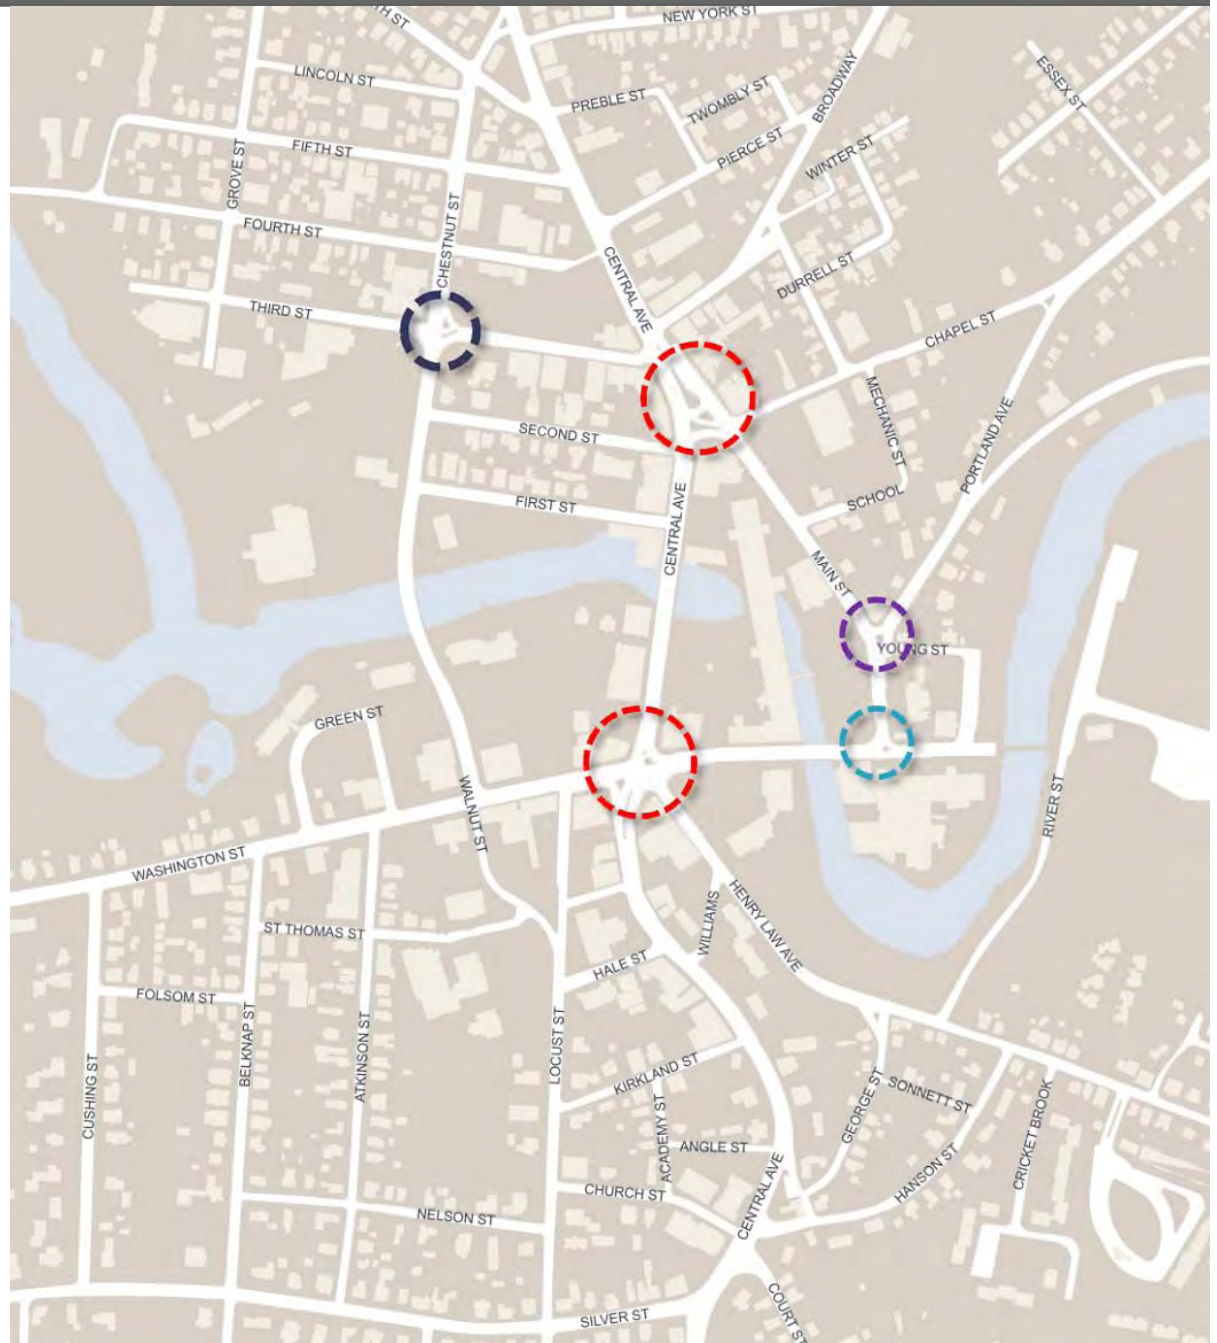 TH ST
NEW YORK ST
LINCOLN ST
PREBLE ST
TWOMBLY ST
BROADWAY
ESSEX ST
FIFTH ST
PIERCE ST
WINTER ST
GROVE ST
CHESTNUT ST
FOURTH ST
CENTRAL AVE
DURRELL ST
THIRD ST
CHAPEL ST
SECOND ST
MECHANIC ST
PORTLAND AVE
FIRST ST
SCHOOL
CENTRAL AVE
MAIN ST
YOUNG ST
GREEN ST
WALNUT ST
RIVER ST
WASHINGTON ST
HENRY LAW AVE
WILLIAMS
ST THOMAS ST
HALE ST
FOLSOM ST
BELKNAP ST
ATKINSON ST
LOCUST ST
CUSHING ST
KIRKLAND ST
SONNETT ST
GEORGE ST
ACADEMY ST
ANGLE ST
CRICKET BROOK
HANSON ST
CHURCH ST
CENTRAL AVE
NELSON ST
SILVER ST
COURT ST